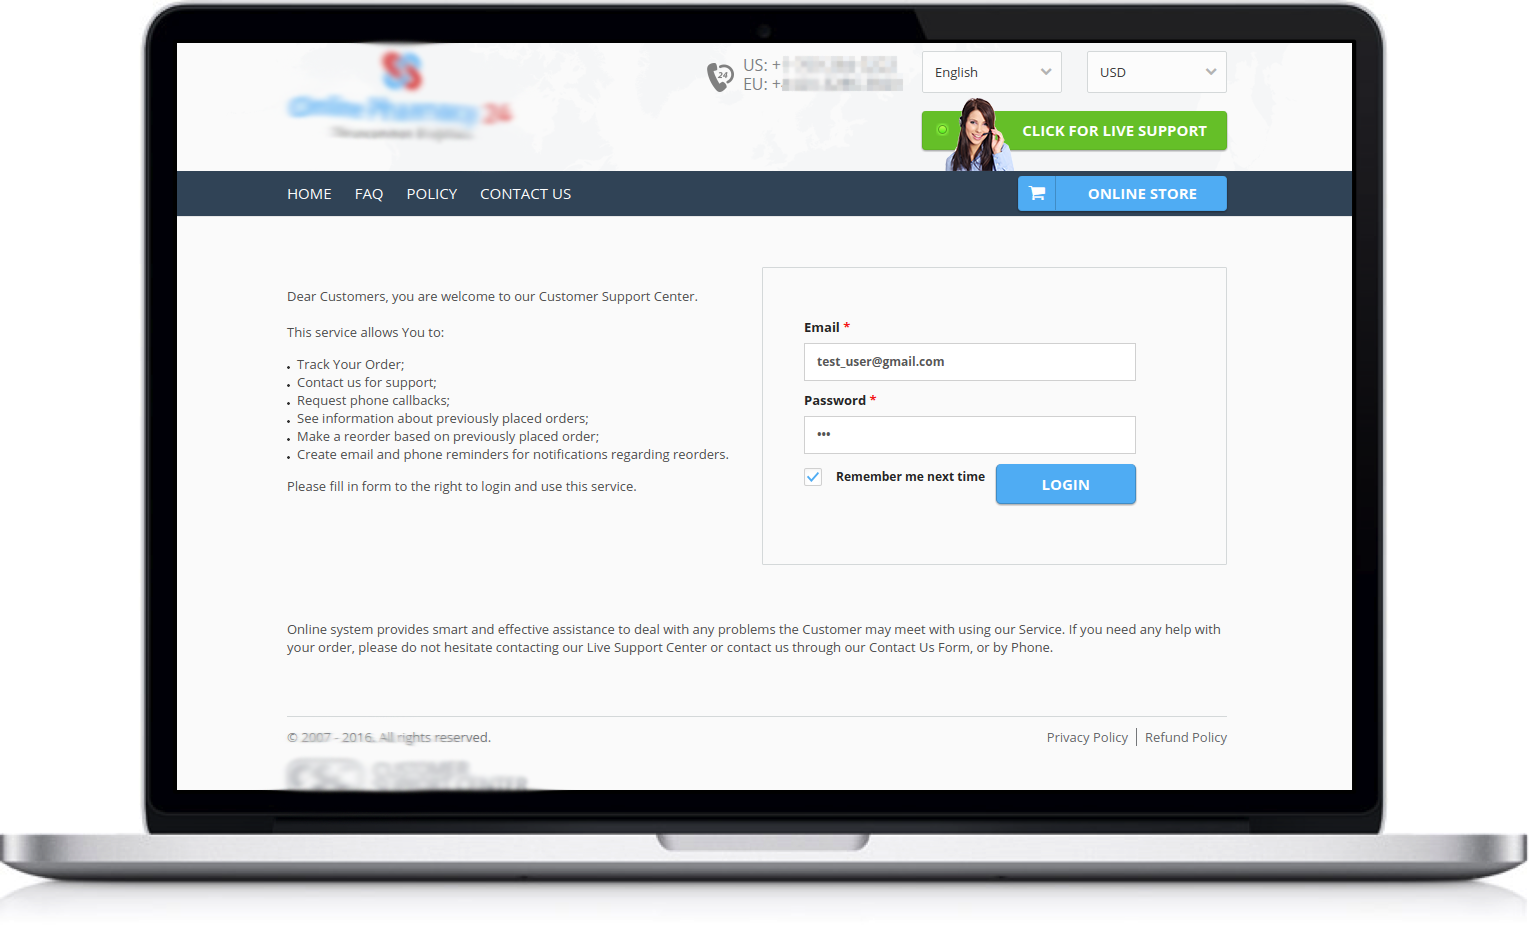 Online Pharmacy 24
24
US: +
EU: +
English
USD
CLICK FOR LIVE SUPPORT
HOME FAQ POLICY CONTACT US
ONLINE STORE
Dear Customers, you are welcome to our Customer Support Center.
This service allows You to:
• Track Your Order;
• Contact us for support;
• Request phone callbacks;
• See information about previously placed orders;
• Make a reorder based on previously placed order;
• Create email and phone reminders for notifications regarding reorders.
Please fill in form to the right to login and use this service.
Email *
test_user@gmail.com
Password *
•••
Remember me next time
LOGIN
Online system provides smart and effective assistance to deal with any problems the Customer may meet with using our Service. If you need any help with
your order, please do not hesitate contacting our Live Support Center or contact us through our Contact Us Form, or by Phone.
© 2007 - 2016. All rights reserved.
Privacy Policy | Refund Policy
CUSTOMER
SUPPORT CENTER